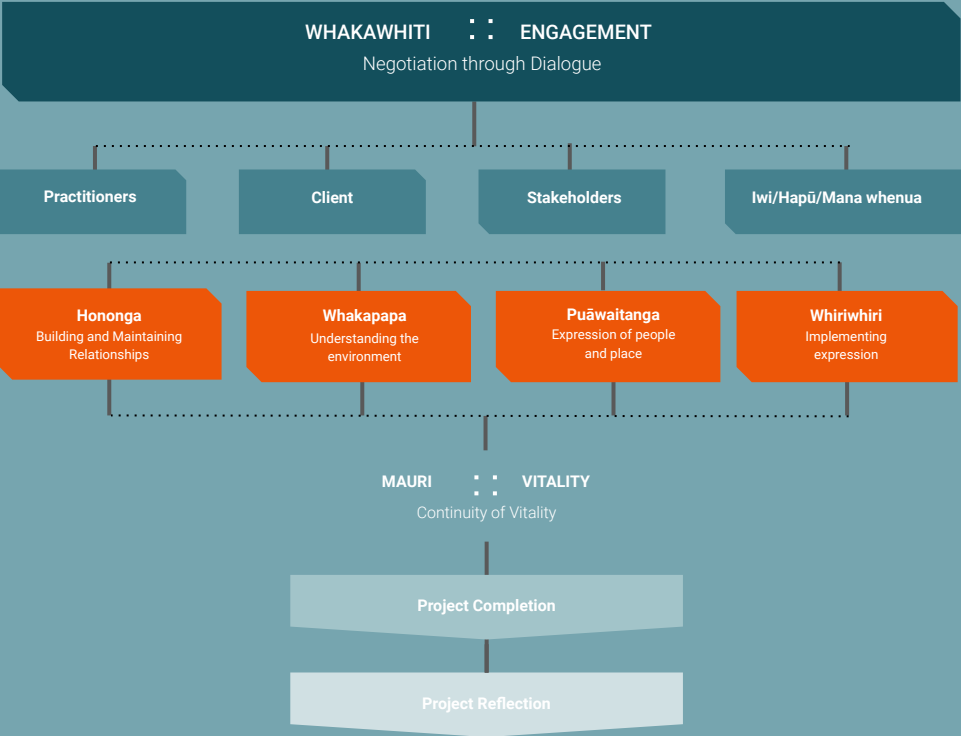 WHAKAWHITI :: ENGAGEMENT
Negotiation through Dialogue
Practitioners
Client
Stakeholders
Iwi/Hapū/Mana whenua
Hononga
Building and Maintaining
Relationships
Whakapapa
Understanding the
environment
Puāwaitanga
Expression of people
and place
Whiriwhiri
Implementing
expression
MAURI :: VITALITY
Continuity of Vitality
Project Completion
Project Reflection